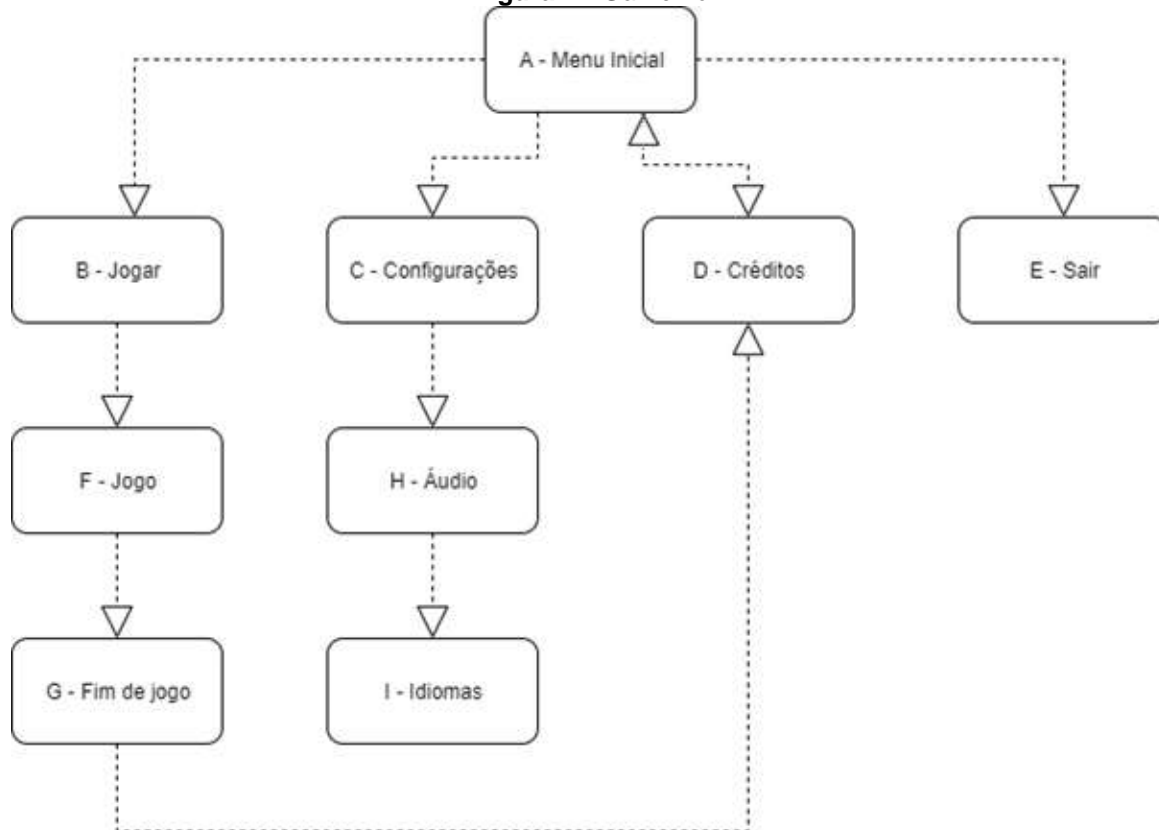 A - Menu Inicial
B - Jogar
C - Configurações
D - Créditos
E - Sair
F - Jogo
H - Áudio
G - Fim de jogo
I - Idiomas